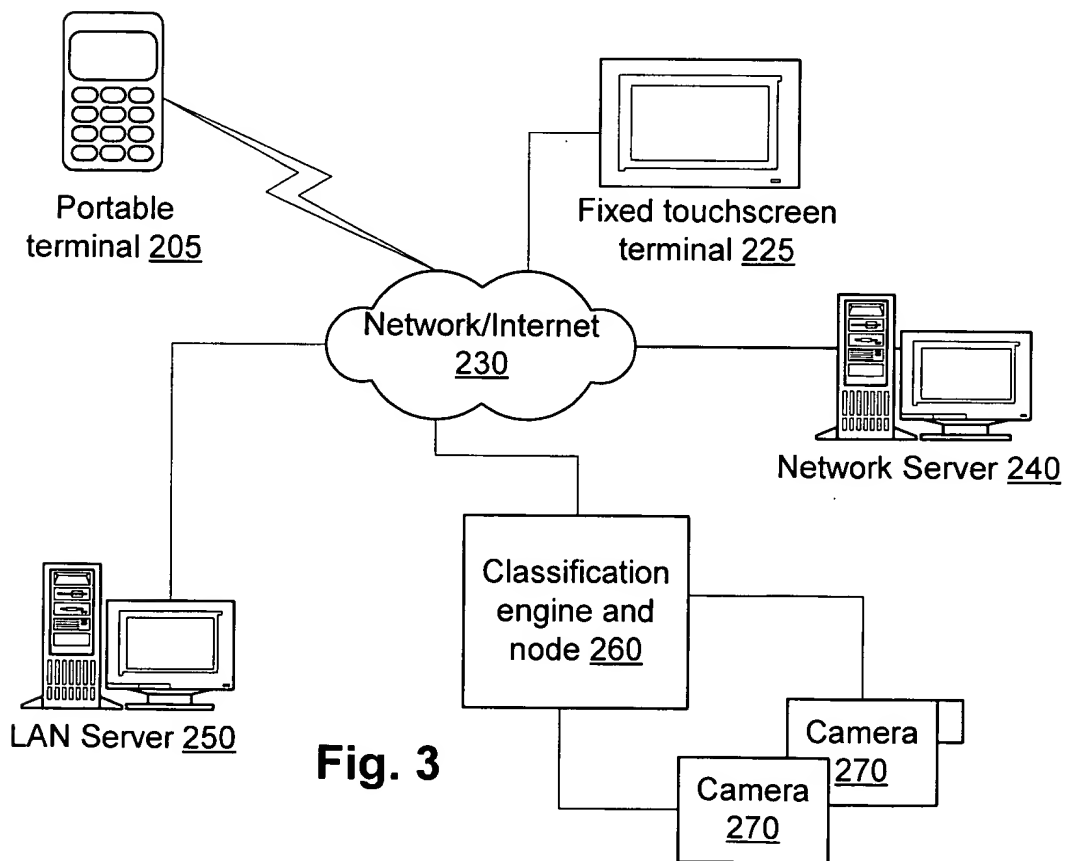 Portable
terminal 205
Fixed touchscreen
terminal 225
Network/Internet
230
Network Server 240
Classification
engine and
node 260
LAN Server 250
Camera
270
Camera
270
Fig. 3